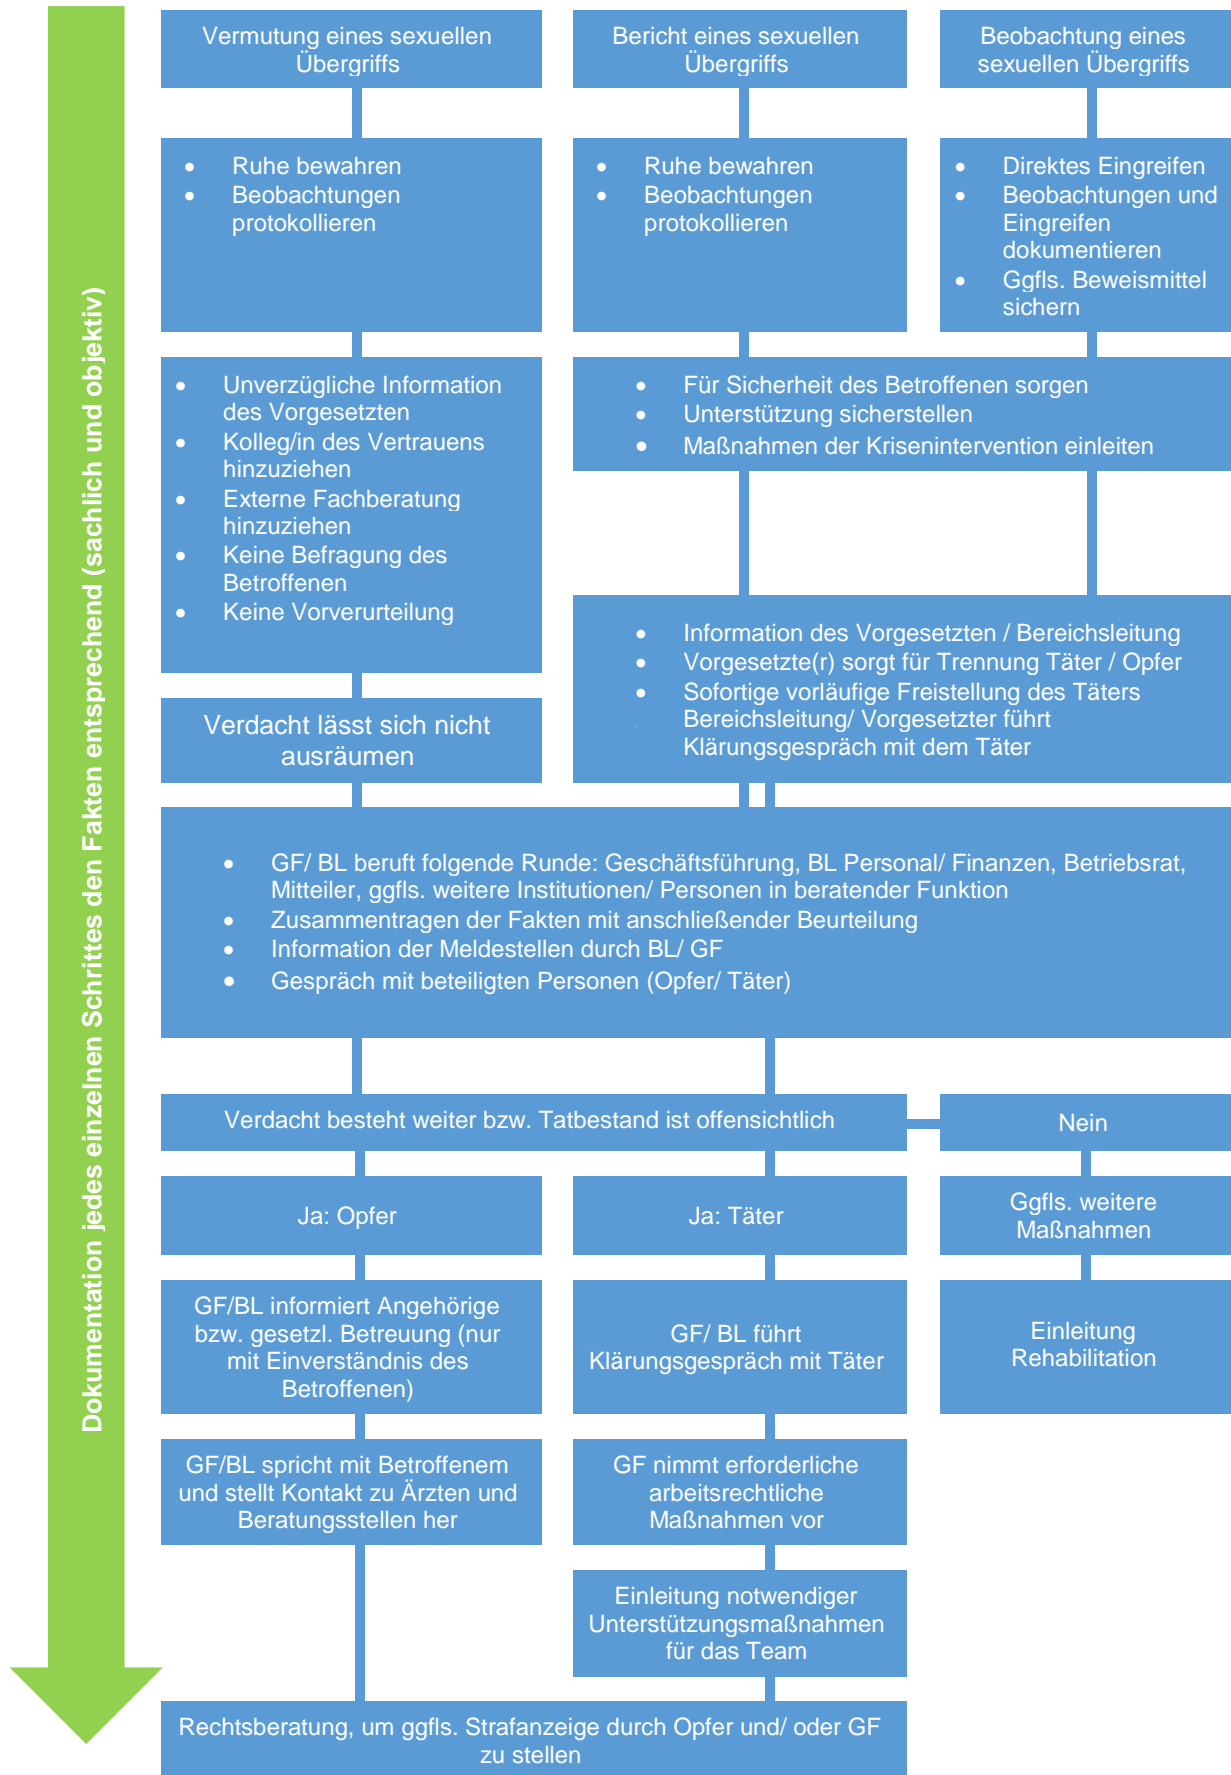 Dokumentation jedes einzelnen Schrittes den Fakten entsprechend (sachlich und objektiv)
Vermutung eines sexuellen
Übergriffs
Bericht eines sexuellen
Übergriffs
Beobachtung eines
sexuellen Übergriffs
• Ruhe bewahren
• Beobachtungen
protokollieren
• Ruhe bewahren
• Beobachtungen
protokollieren
• Direktes Eingreifen
• Beobachtungen und
Eingreifen
dokumentieren
• Ggfls. Beweismittel
sichern
• Unverzügliche Information
des Vorgesetzten
• Kolleg/in des Vertrauens
hinzuziehen
• Externe Fachberatung
hinzuziehen
• Keine Befragung des
Betroffenen
• Keine Vorverurteilung
• Für Sicherheit des Betroffenen sorgen
• Unterstützung sicherstellen
• Maßnahmen der Krisenintervention einleiten
• Information des Vorgesetzten / Bereichsleitung
• Vorgesetzte(r) sorgt für Trennung Täter / Opfer
• Sofortige vorläufige Freistellung des Täters
Bereichsleitung/ Vorgesetzter führt
Klärungsgespräch mit dem Täter
Verdacht lässt sich nicht
ausräumen
• GF/ BL beruft folgende Runde: Geschäftsführung, BL Personal/ Finanzen, Betriebsrat,
Mitteiler, ggfls. weitere Institutionen/ Personen in beratender Funktion
• Zusammentragen der Fakten mit anschließender Beurteilung
• Information der Meldestellen durch BL/ GF
• Gespräch mit beteiligten Personen (Opfer/ Täter)
Verdacht besteht weiter bzw. Tatbestand ist offensichtlich
Nein
Ja: Opfer
Ja: Täter
Ggfls. weitere
Maßnahmen
GF/BL informiert Angehörige
bzw. gesetzl. Betreuung (nur
mit Einverständnis des
Betroffenen)
GF/ BL führt
Klärungsgespräch mit Täter
Einleitung
Rehabilitation
GF/BL spricht mit Betroffenem
und stellt Kontakt zu Ärzten und
Beratungsstellen her
GF nimmt erforderliche
arbeitsrechtliche
Maßnahmen vor
Einleitung notwendiger
Unterstützungsmaßnahmen
für das Team
Rechtsberatung, um ggfls. Strafanzeige durch Opfer und/ oder GF
zu stellen